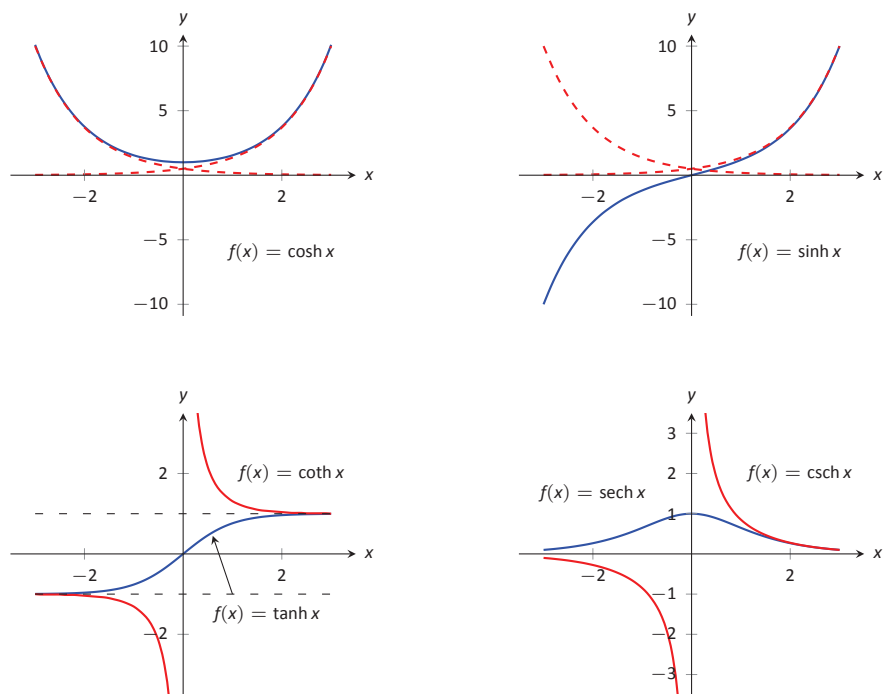 y
10
5
−2
2
x
−5
f(x) = cosh x
−10
y
10
5
−2
2
x
−5
f(x) = sinh x
−10
y
2
f(x) = coth x
−2
2
x
f(x) = tanh x
−2
y
3
2
f(x) = csch x
f(x) = sech x
1
−2
2
x
−1
−2
−3